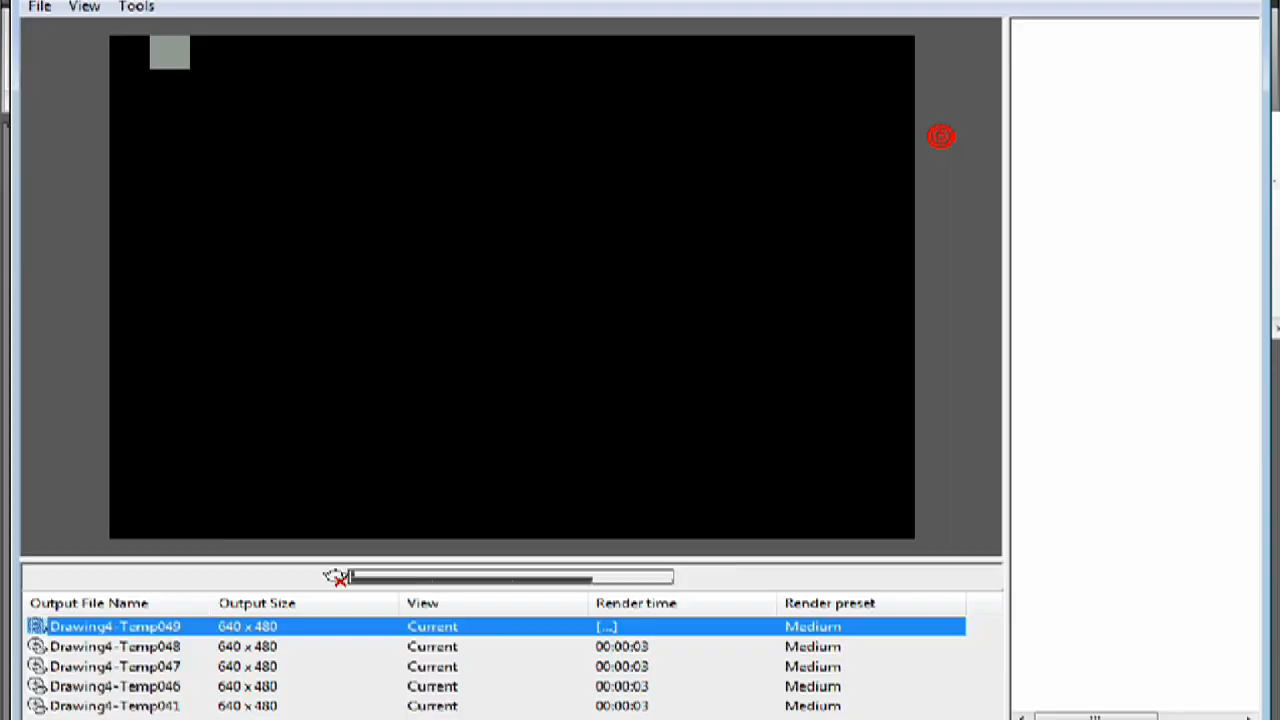 File View Tools
Output File Name Output Size View Render time Render preset
Drawing4-Temp049 640 x 480 Current [...] Medium
Drawing4-Temp048 640 x 480 Current 00:00:03 Medium
Drawing4-Temp047 640 x 480 Current 00:00:03 Medium
Drawing4-Temp046 640 x 480 Current 00:00:03 Medium
Drawing4-Temp041 640 x 480 Current 00:00:03 Medium